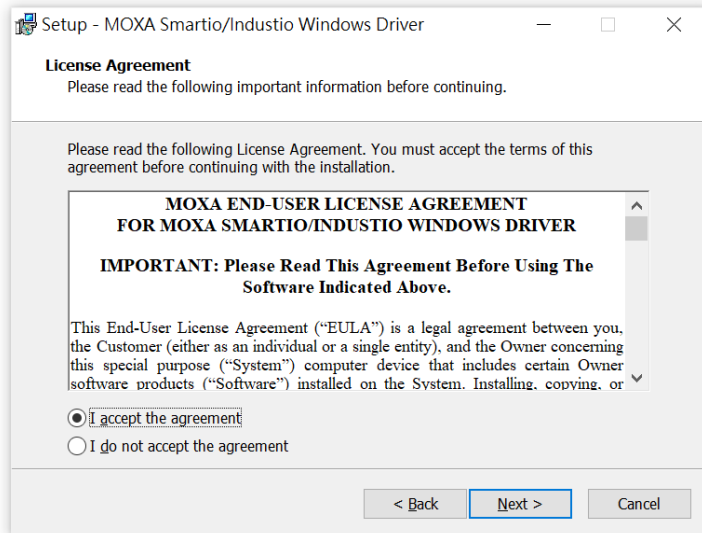 Setup - MOXA Smartio/Industio Windows Driver
License Agreement
Please read the following important information before continuing.
Please read the following License Agreement. You must accept the terms of this
agreement before continuing with the installation.
MOXA END-USER LICENSE AGREEMENT
FOR MOXA SMARTIO/INDUSTIO WINDOWS DRIVER
IMPORTANT: Please Read This Agreement Before Using The
Software Indicated Above.
This End-User License Agreement (“EULA”) is a legal agreement between you,
the Customer (either as an individual or a single entity), and the Owner concerning
this special purpose (“System”) computer device that includes certain Owner
software products (“Software”) installed on the System. Installing, copying, or
I accept the agreement
I do not accept the agreement
< Back
Next >
Cancel